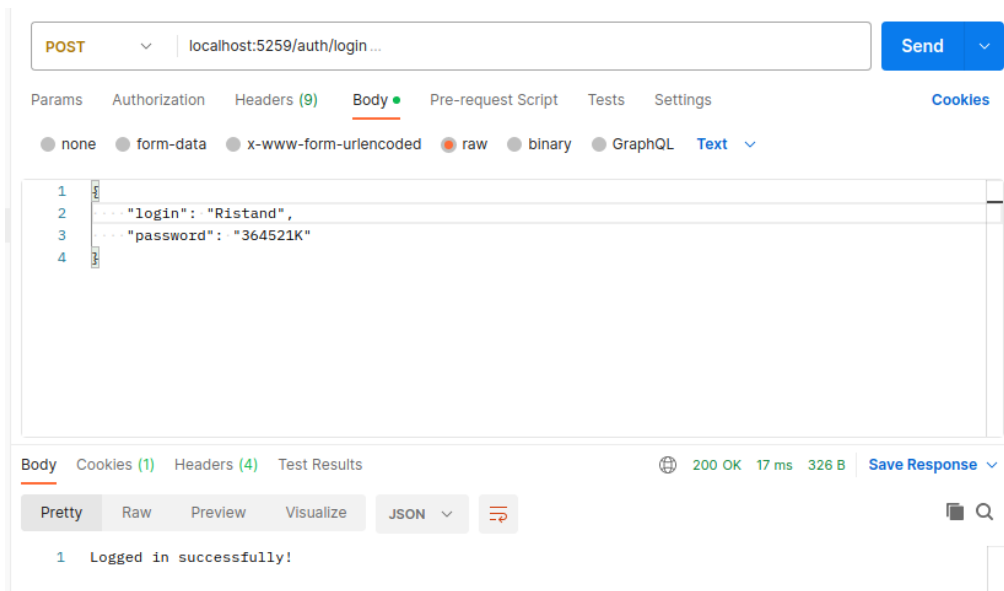 POST localhost:5259/auth/login... Send
Params Authorization Headers (9) Body Pre-request Script Tests Settings Cookies
none form-data x-www-form-urlencoded raw binary GraphQL Text
1 {
2 "login": "Ristand",
3 "password": "364521K"
4 }
Body Cookies (1) Headers (4) Test Results 200 OK 17 ms 326 B Save Response
Pretty Raw Preview Visualize JSON
1 Logged in successfully!